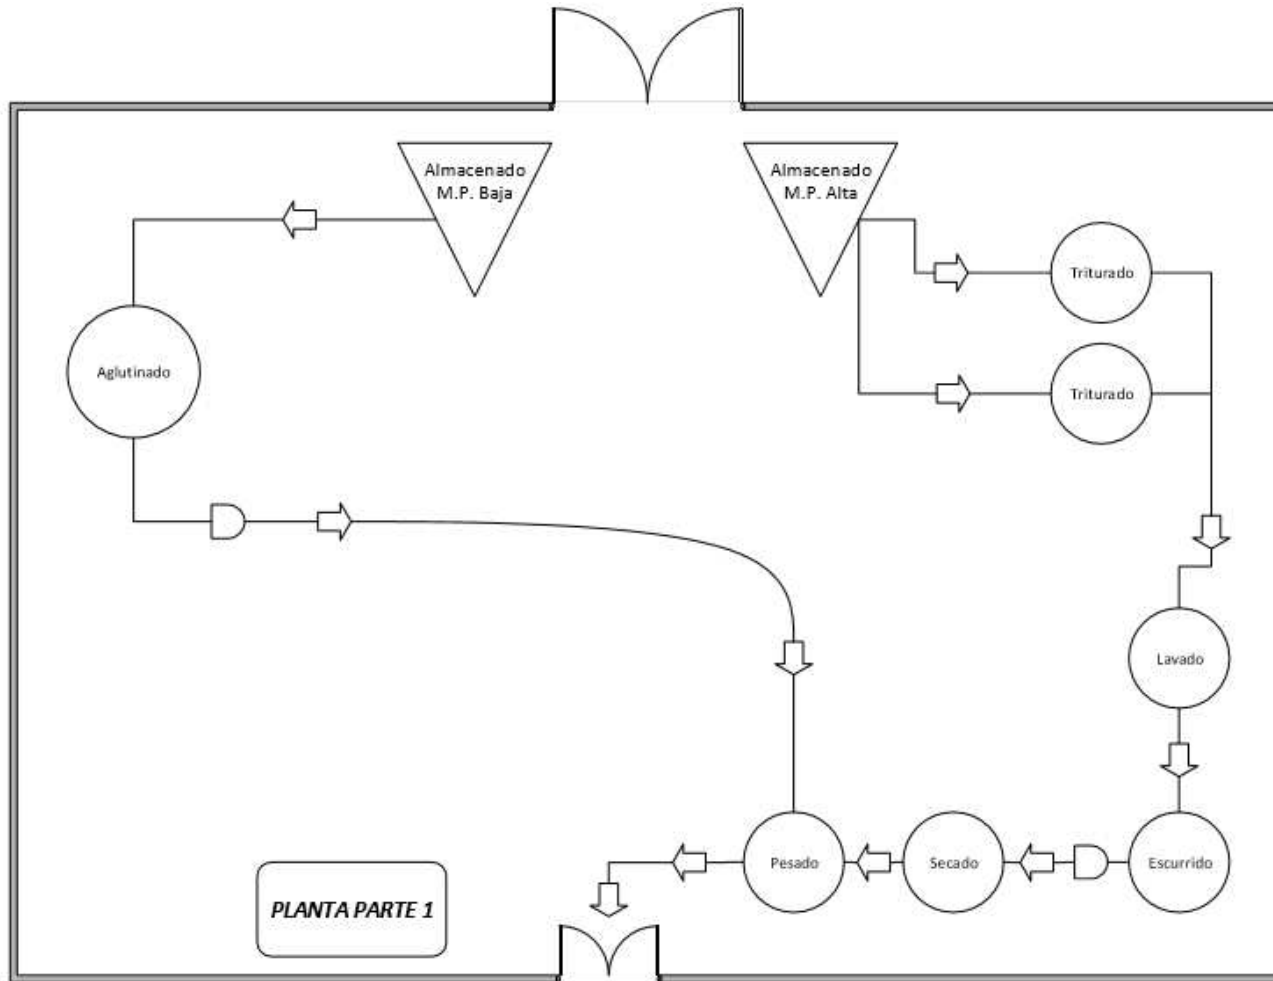 Almacenado
M.P. Baja
Almacenado
M.P. Alta
Triturado
Aglutinado
Triturado
Lavado
Pesado
Secado
Escurrido
PLANTA PARTE 1